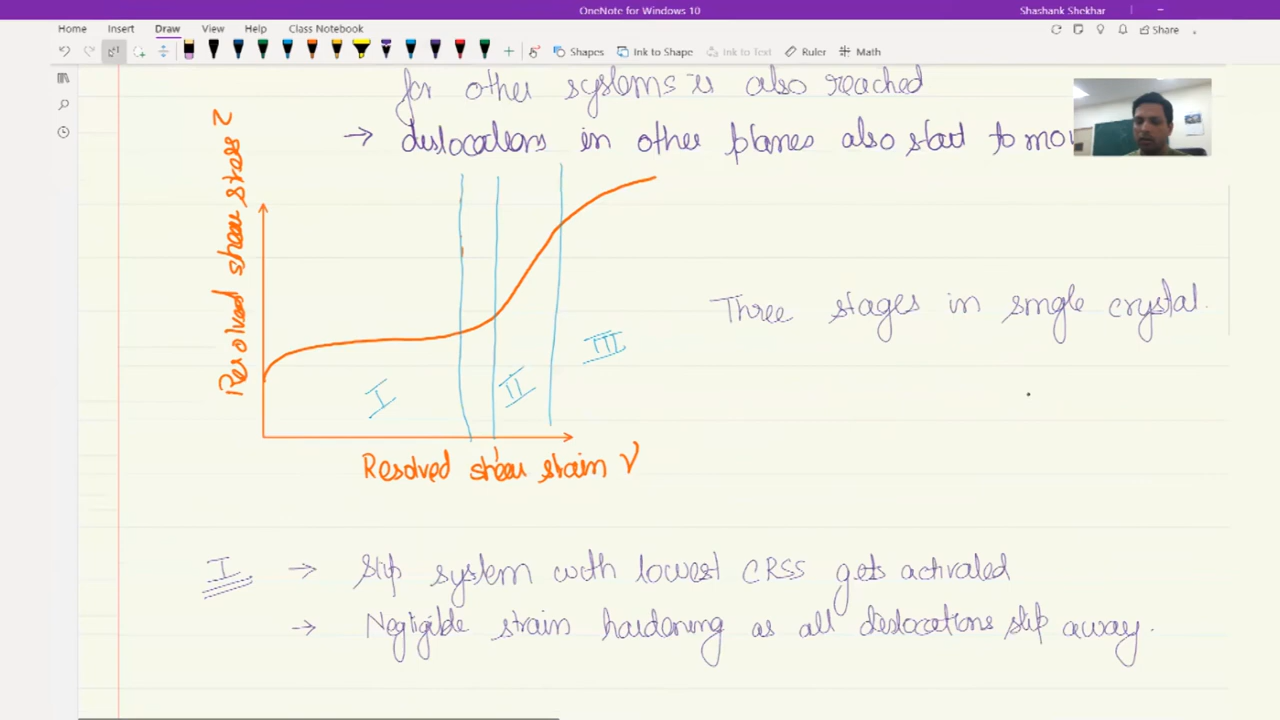 OneNote for Windows 10
Shashank Shekhar
Home Insert Draw View Help Class Notebook
Share
Shapes Ink to Shape Ink to Text Ruler Math
for other systems is also reached
→ dislocations in other planes also start to mov
Resolved shear stress τ
I
II
III
Resolved shear stain γ
Three stages in single crystal.
I → Slip system with lowest CRSS gets activated
→ Negligible strain hardening as all dislocations slip away.